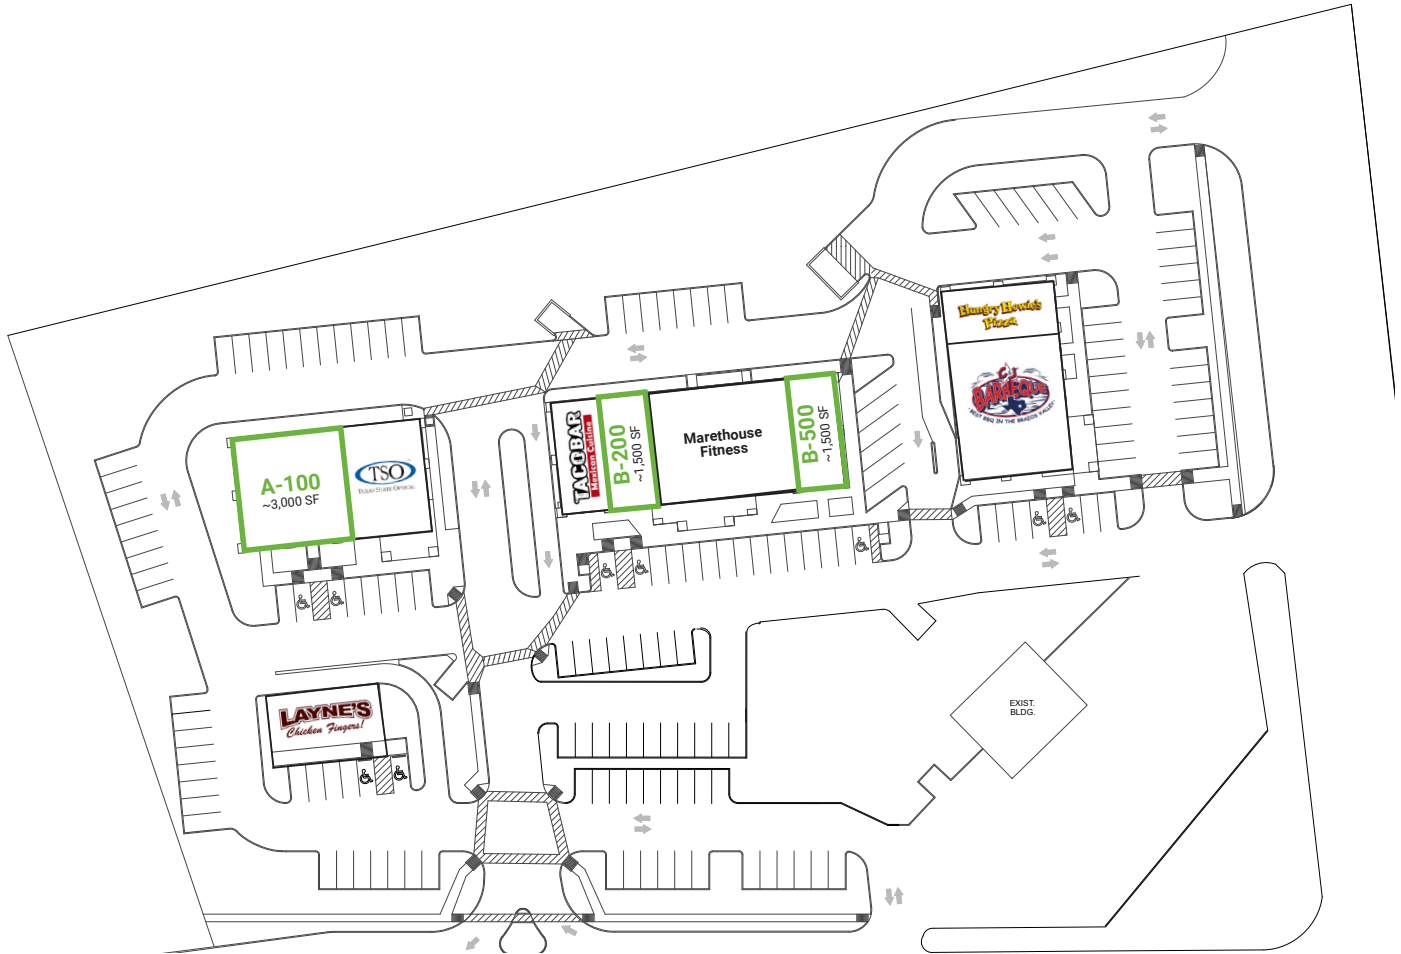 Hungry Howie's
Pizza
CJ
BARBEQUE
BEST BBQ IN THE BRAZOS VALLEY
TACOBAR
Mexican Cuisine
B-200
~1,500 SF
Marethouse
Fitness
B-500
~1,500 SF
A-100
~3,000 SF
TSO
TEXAS STATE OPTICAL
LAYNE'S
Chicken Fingers!
EXIST.
BLDG.